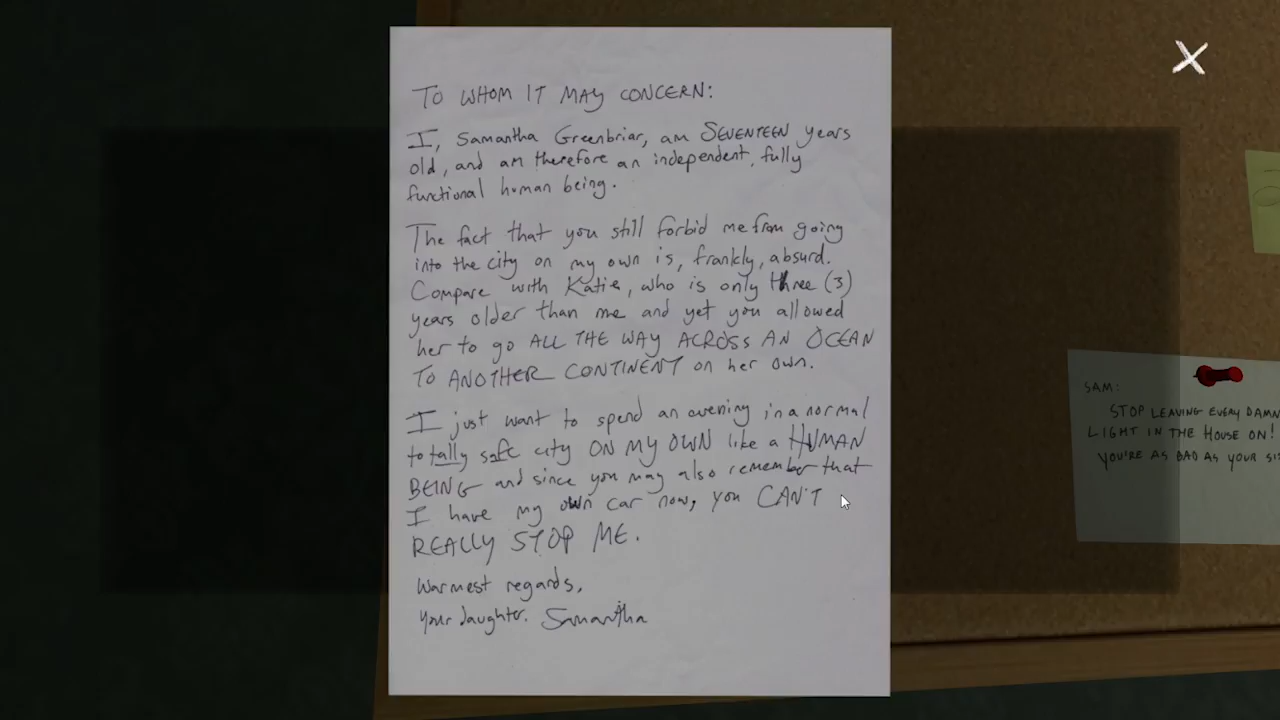 TO WHOM IT MAY CONCERN:
I, Samantha Greenbriar, am SEVENTEEN years
old, and am therefore an independent, fully
functional human being.
The fact that you still forbid me from going
into the city on my own is, frankly, absurd.
Compare with Katie, who is only three (3)
years older than me and yet you allowed
her to go ALL THE WAY ACROSS AN OCEAN
TO ANOTHER CONTINENT on her own.
I just want to spend an evening in a normal
totally safe city ON MY OWN like a HUMAN
BEING and since you may also remember that
I have my own car now, you CAN'T
REALLY STOP ME.
Warmest regards,
Your daughter. Samantha
SAM:
STOP LEAVING EVERY DAMN
LIGHT IN THE HOUSE ON!
YOU'RE AS BAD AS YOUR